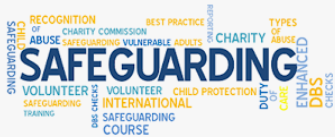 RECOGNITION
OF
ABUSE
BEST PRACTICE
REPORTING
TYPES
OF
ABUSE
CHARITY COMMISSION
CHARITY
SAFEGUARDING VULNERABLE ADULTS
CHILD
SAFEGUARDING
SAFEGUARDING
ENHANCED
DBS
CHECKS
VOLUNTEER
VOLUNTEER
CHILD PROTECTION
DUTY
OF
CARE
SAFEGUARDING
TRAINING
DBS CHECKS
INTERNATIONAL
SAFEGUARDING
COURSE